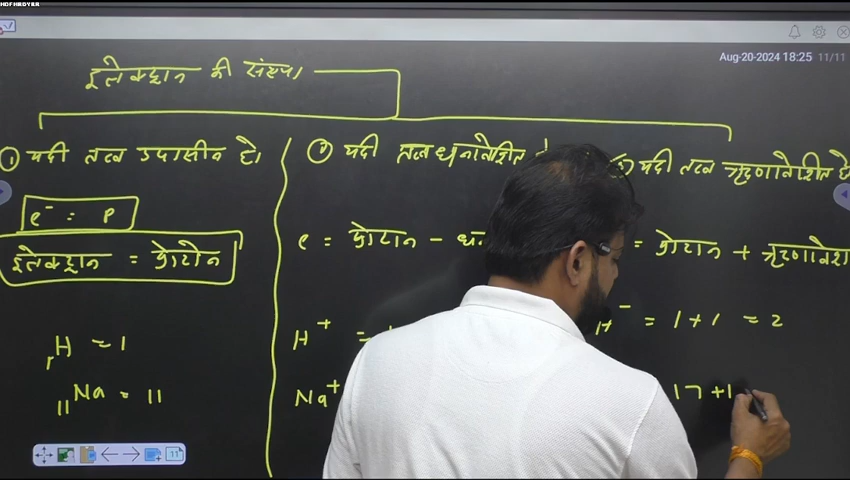 Aug-20-2024 18:25 11/11
इलेक्ट्रान की संख्या
① यदी तत्व उदासीन हो।
② यदी तत्व धनावेशित
यदी तत्व ऋणावेशित हो
e⁻ = P
इलेक्ट्रान = प्रोटोन
e = प्रोटान - धन
= प्रोटान + ऋणावेश
₁H = 1
H⁺ =
H⁻ = 1+1 = 2
₁₁Na = 11
Na⁺
17 +1
11